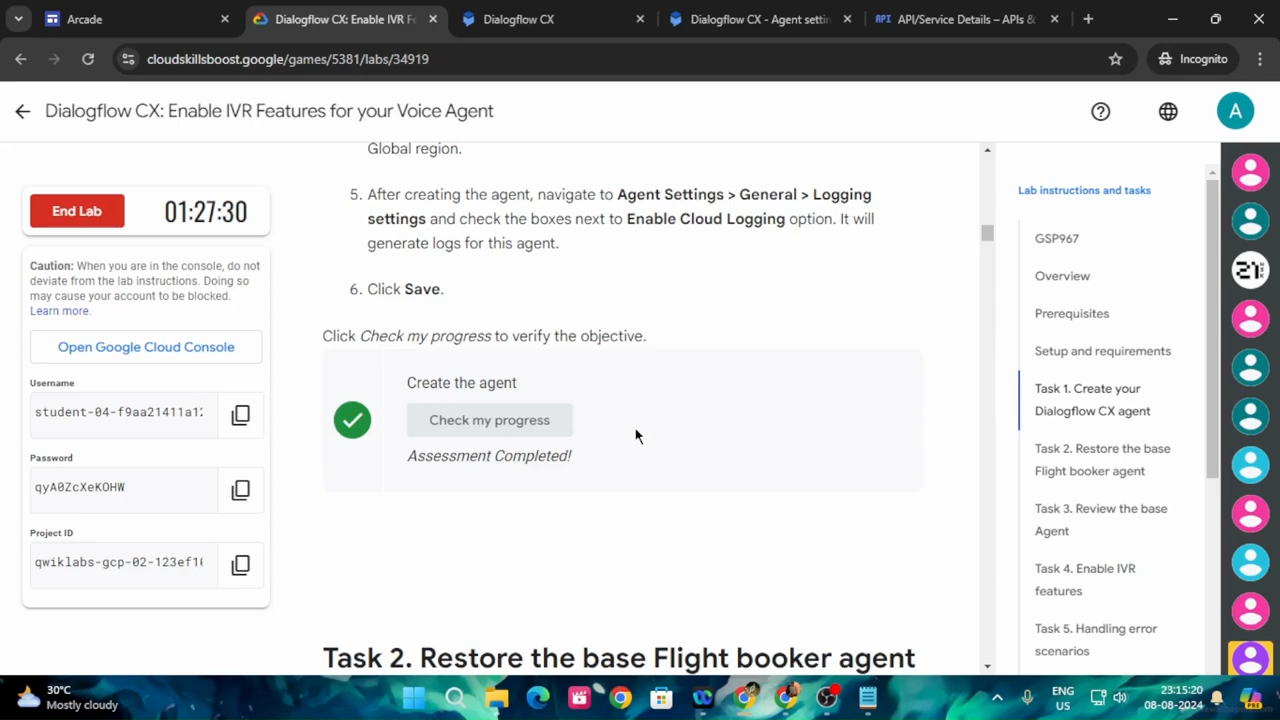 Arcade
Dialogflow CX: Enable IVR Fe
Dialogflow CX
Dialogflow CX - Agent settin
API
API/Service Details – APIs &
cloudskillsboost.google/games/5381/labs/34919
Incognito
Dialogflow CX: Enable IVR Features for your Voice Agent
A
End Lab
01:27:30
Caution: When you are in the console, do not
deviate from the lab instructions. Doing so
may cause your account to be blocked.
Learn more.
Open Google Cloud Console
Username
student-04-f9aa21411a12
Password
qyA0ZcXeKOHW
Project ID
qwiklabs-gcp-02-123ef16
Global region.
5. After creating the agent, navigate to Agent Settings > General > Logging
settings and check the boxes next to Enable Cloud Logging option. It will
generate logs for this agent.
6. Click Save.
Click Check my progress to verify the objective.
Create the agent
Check my progress
Assessment Completed!
Task 2. Restore the base Flight booker agent
Lab instructions and tasks
GSP967
Overview
Prerequisites
Setup and requirements
Task 1. Create your
Dialogflow CX agent
Task 2. Restore the base
Flight booker agent
Task 3. Review the base
Agent
Task 4. Enable IVR
features
Task 5. Handling error
scenarios
30°C
Mostly cloudy
ENG
US
23:15:20
08-08-2024
PRE